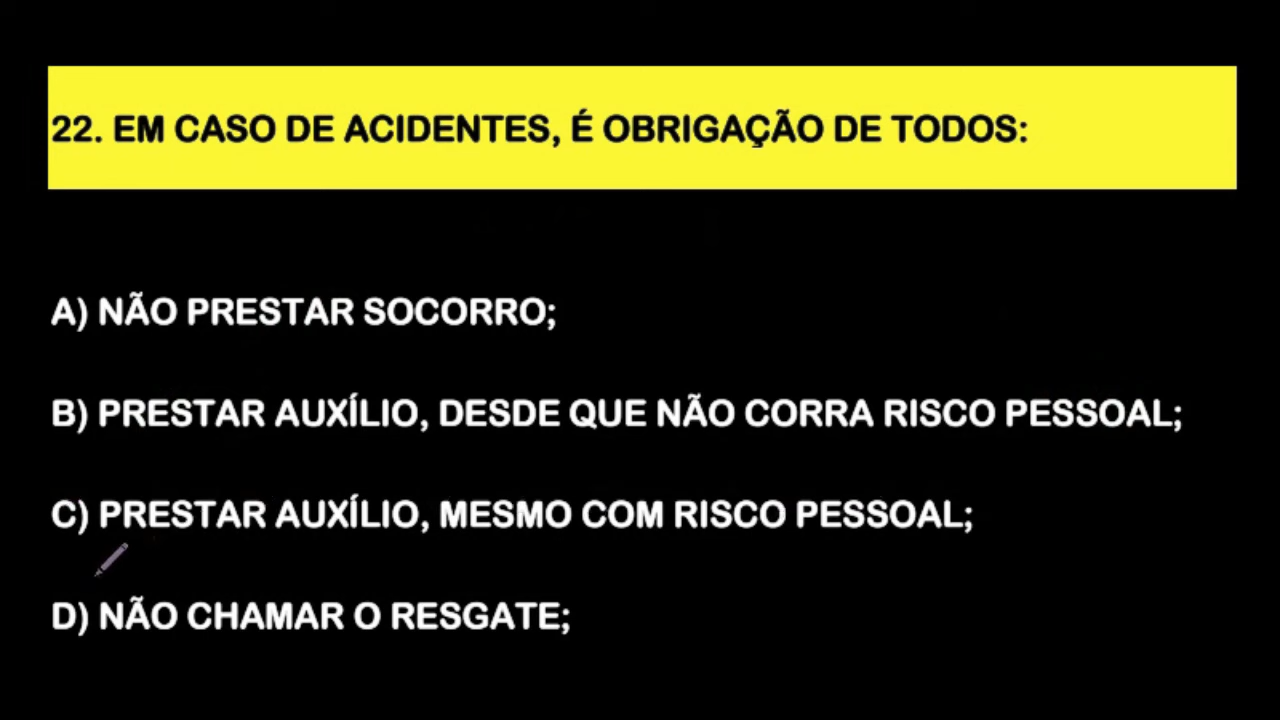 22. EM CASO DE ACIDENTES, É OBRIGAÇÃO DE TODOS:
A) NÃO PRESTAR SOCORRO;
B) PRESTAR AUXÍLIO, DESDE QUE NÃO CORRA RISCO PESSOAL;
C) PRESTAR AUXÍLIO, MESMO COM RISCO PESSOAL;
D) NÃO CHAMAR O RESGATE;